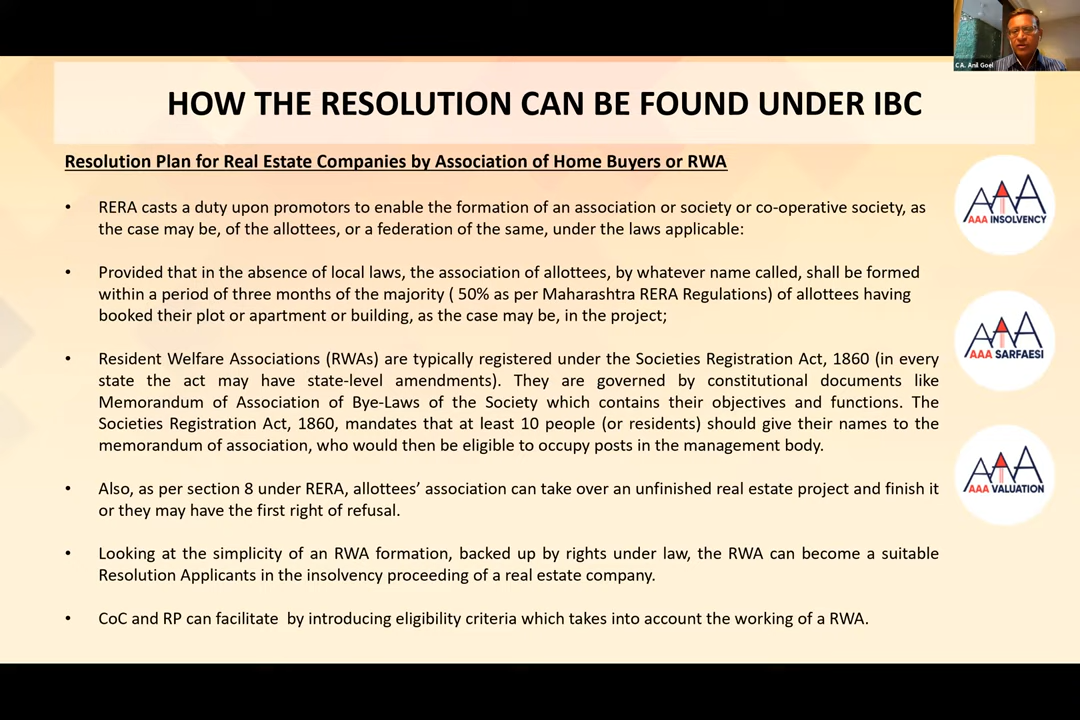 C.A. Anil Goel
HOW THE RESOLUTION CAN BE FOUND UNDER IBC
Resolution Plan for Real Estate Companies by Association of Home Buyers or RWA
• RERA casts a duty upon promotors to enable the formation of an association or society or co-operative society, as
the case may be, of the allottees, or a federation of the same, under the laws applicable:
• Provided that in the absence of local laws, the association of allottees, by whatever name called, shall be formed
within a period of three months of the majority ( 50% as per Maharashtra RERA Regulations) of allottees having
booked their plot or apartment or building, as the case may be, in the project;
• Resident Welfare Associations (RWAs) are typically registered under the Societies Registration Act, 1860 (in every
state the act may have state-level amendments). They are governed by constitutional documents like
Memorandum of Association of Bye-Laws of the Society which contains their objectives and functions. The
Societies Registration Act, 1860, mandates that at least 10 people (or residents) should give their names to the
memorandum of association, who would then be eligible to occupy posts in the management body.
• Also, as per section 8 under RERA, allottees’ association can take over an unfinished real estate project and finish it
or they may have the first right of refusal.
• Looking at the simplicity of an RWA formation, backed up by rights under law, the RWA can become a suitable
Resolution Applicants in the insolvency proceeding of a real estate company.
• CoC and RP can facilitate by introducing eligibility criteria which takes into account the working of a RWA.
AAA
AAA INSOLVENCY
AAA
AAA SARFAESI
AAA
AAA VALUATION